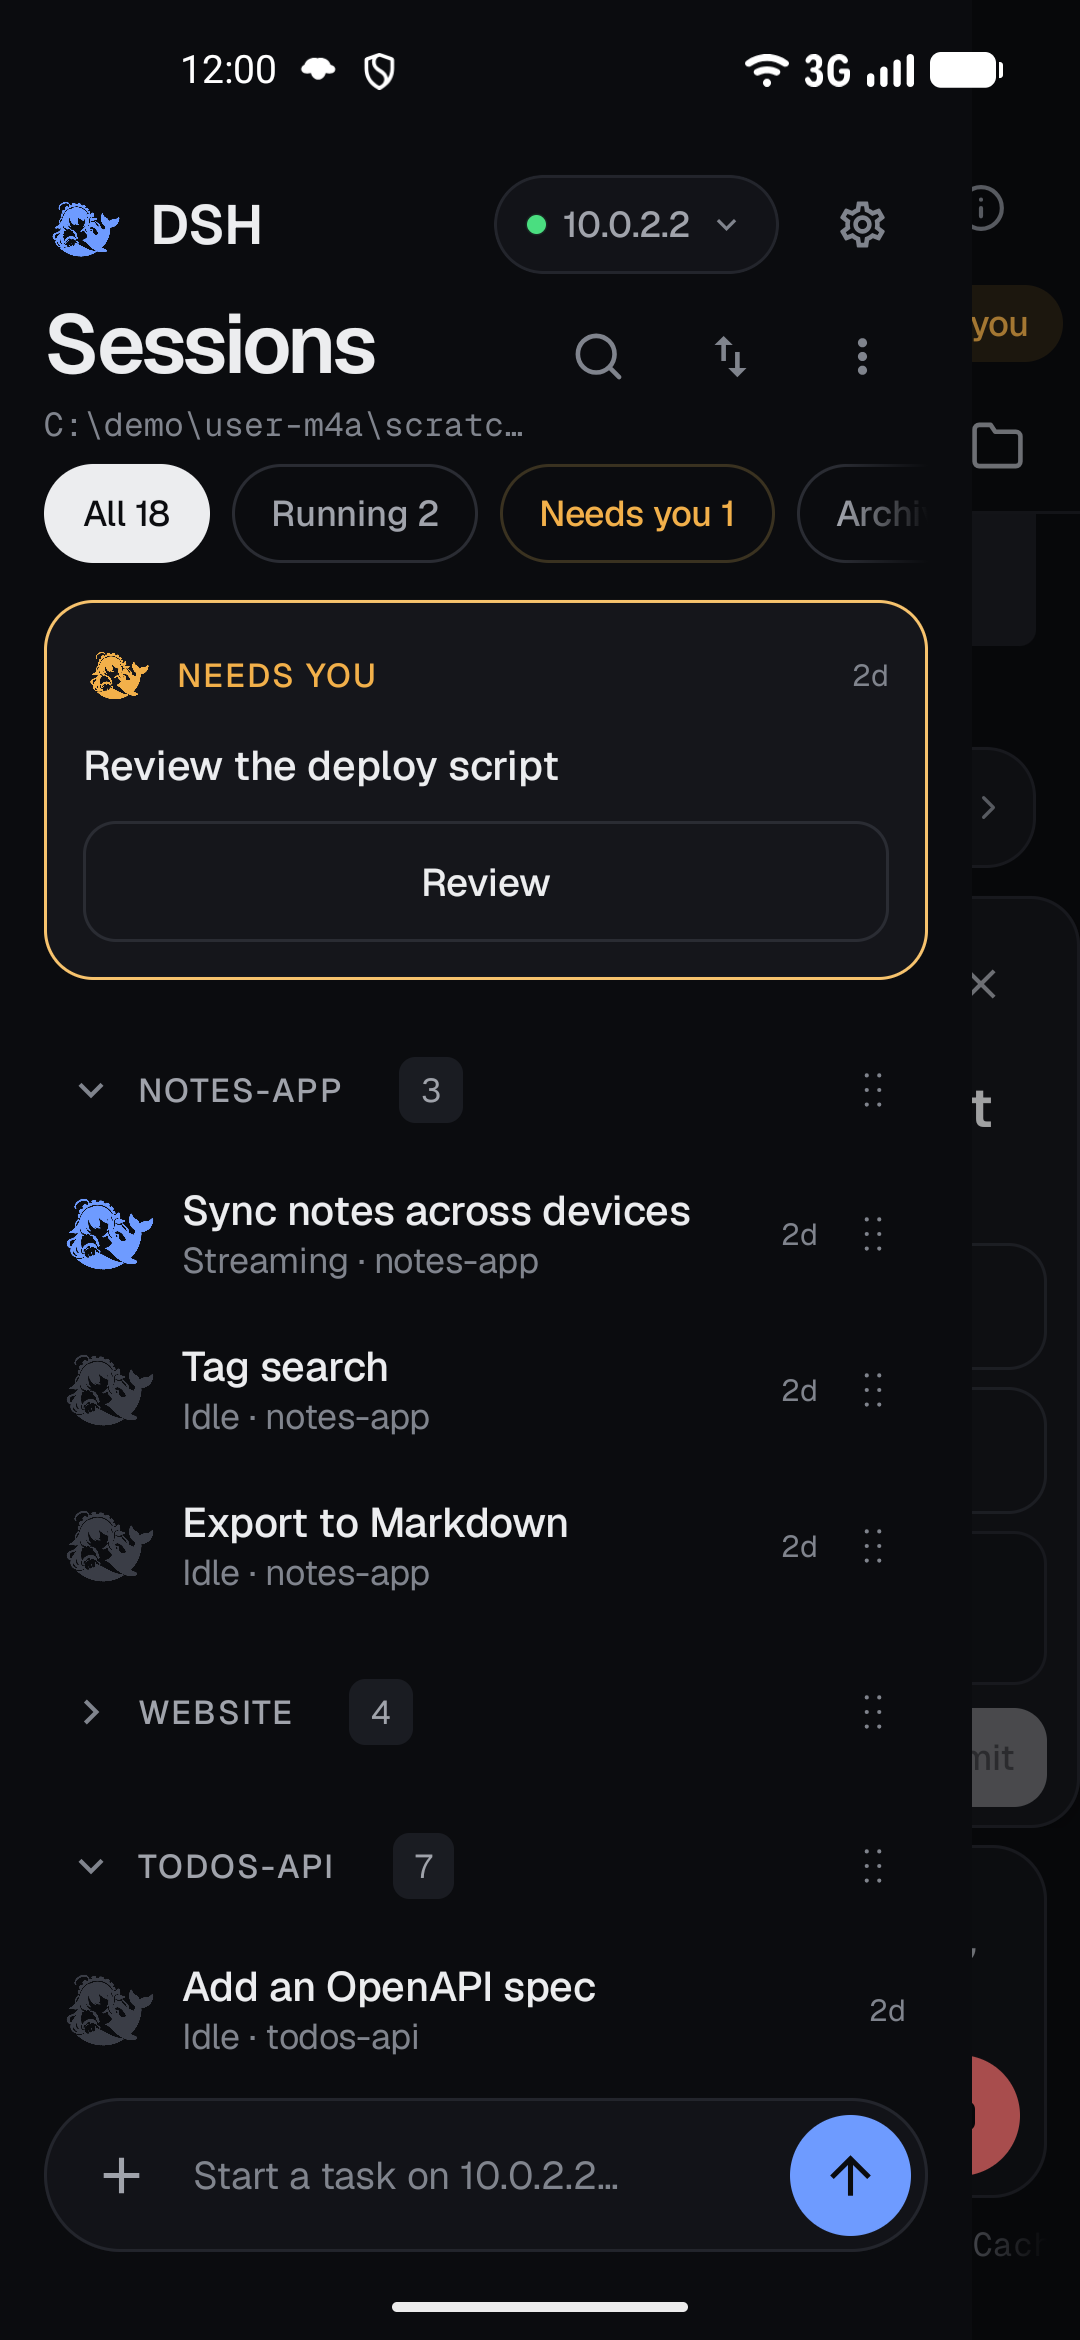 12:00
3G
DSH
10.0.2.2
Sessions
C:\demo\user-m4a\scratc…
you
All 18
Running 2
Needs you 1
Archi
NEEDS YOU
2d
Review the deploy script
Review
NOTES-APP
3
t
Sync notes across devices
2d
Streaming · notes-app
Tag search
2d
Idle · notes-app
Export to Markdown
2d
Idle · notes-app
WEBSITE
4
mit
TODOS-API
7
Add an OpenAPI spec
2d
Idle · todos-api
Start a task on 10.0.2.2…
Cach